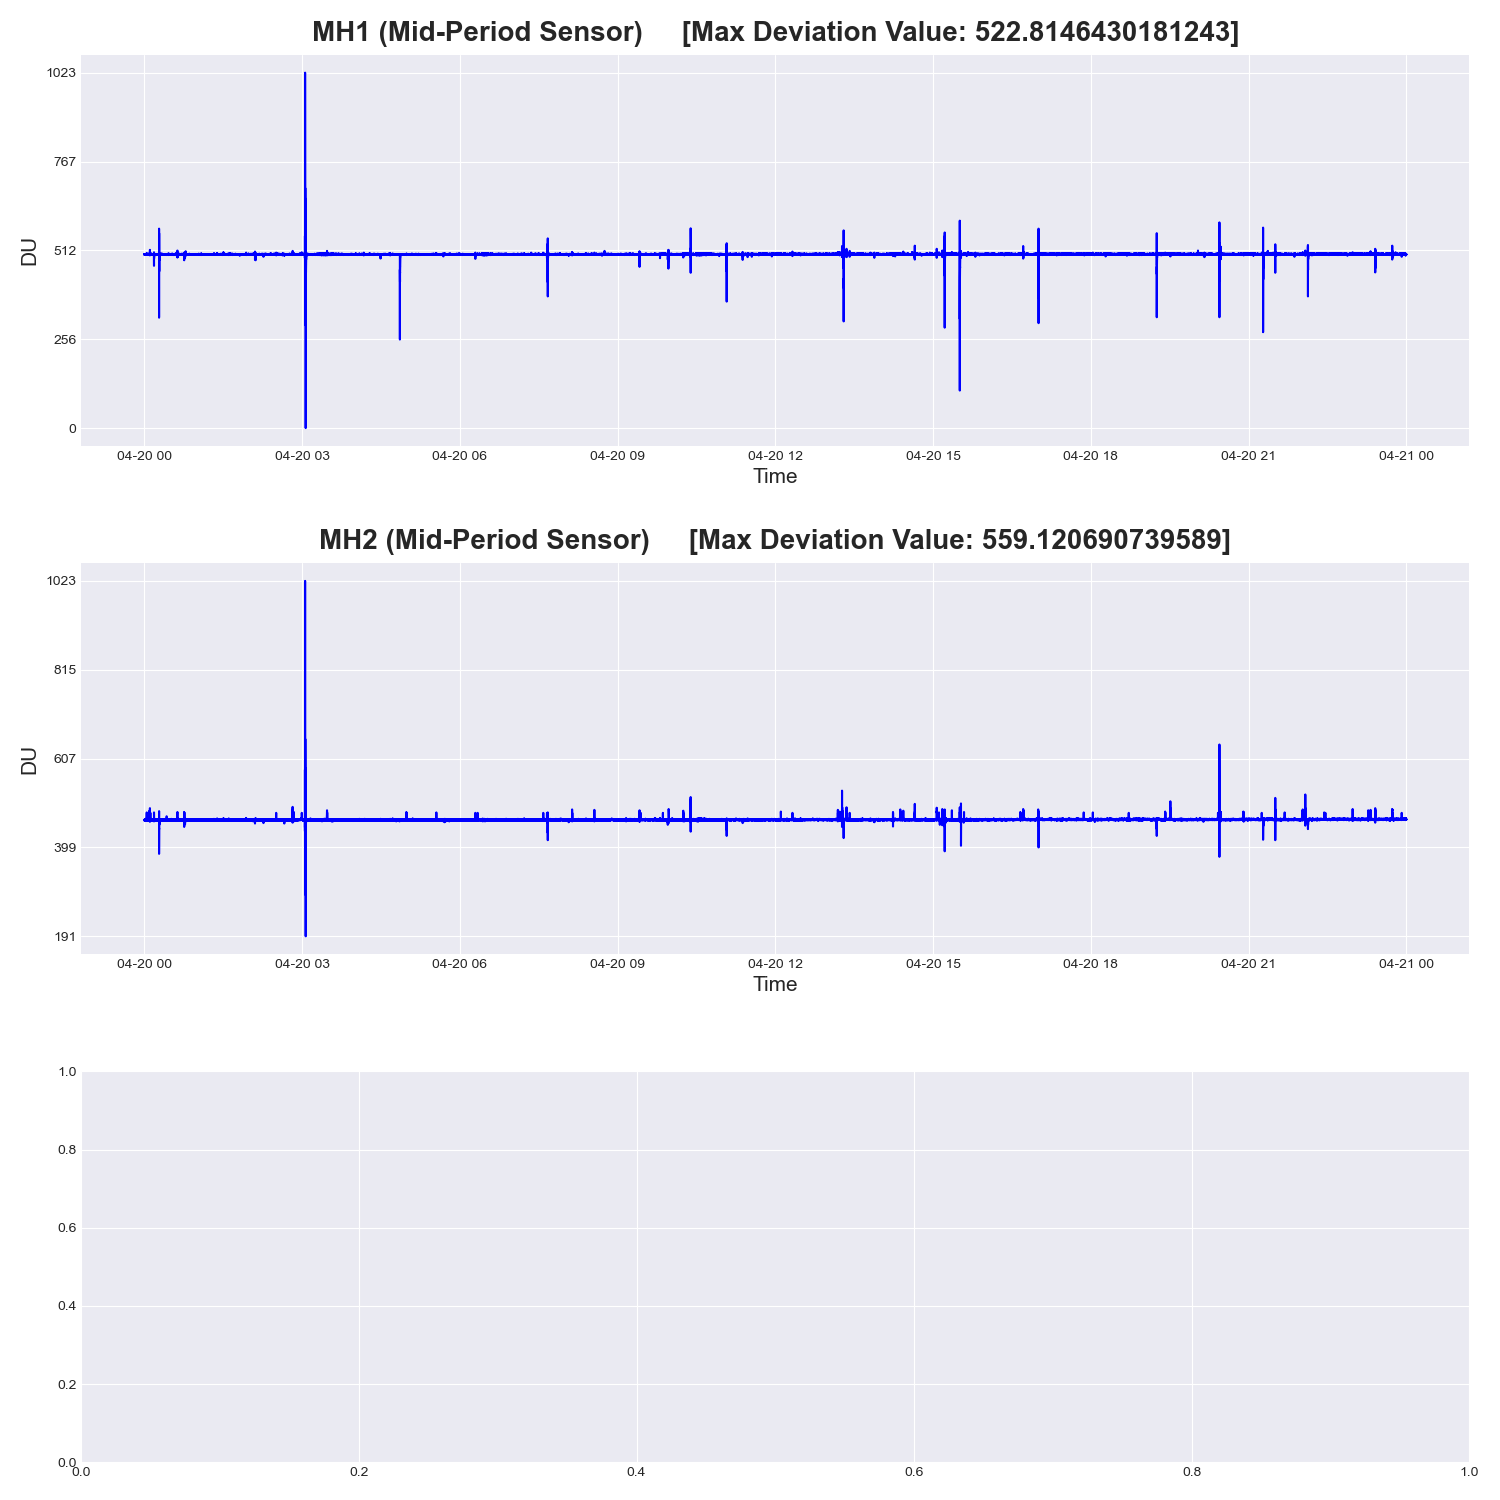 MH1 (Mid-Period Sensor) [Max Deviation Value: 522.8146430181243]
1023
767
512
256
0
DU
04-20 00 04-20 03 04-20 06 04-20 09 04-20 12 04-20 15 04-20 18 04-20 21 04-21 00
Time
MH2 (Mid-Period Sensor) [Max Deviation Value: 559.120690739589]
1023
815
607
399
191
DU
04-20 00 04-20 03 04-20 06 04-20 09 04-20 12 04-20 15 04-20 18 04-20 21 04-21 00
Time
1.0
0.8
0.6
0.4
0.2
0.0
0.0 0.2 0.4 0.6 0.8 1.0